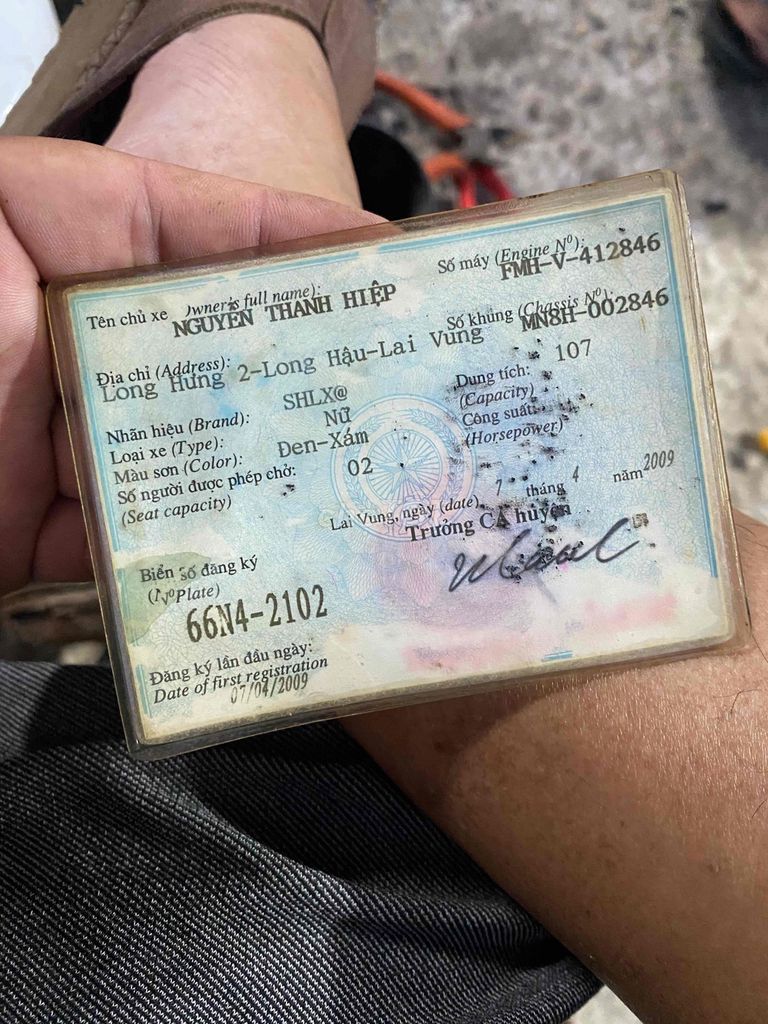 Tên chủ xe (Owner's full name):
NGUYỄN THANH HIỆP
Số máy (Engine Nº):
FMH-V-412846
Số khung (Chassis Nº):
MN8H-002846
Địa chỉ (Address):
Long Hưng 2-Long Hậu-Lai Vung
Nhãn hiệu (Brand): SHLX@
Loại xe (Type): Nữ
Màu sơn (Color): Đen-Xám
Số người được phép chở: 02
(Seat capacity)
Dung tích: 107
(Capacity)
Công suất:
(Horsepower)
Lai Vung, ngày (date) 7 tháng 4 năm 2009
Trưởng CA huyện
Biển số đăng ký
(Nº Plate)
66N4-2102
Đăng ký lần đầu ngày:
Date of first registration
07/04/2009